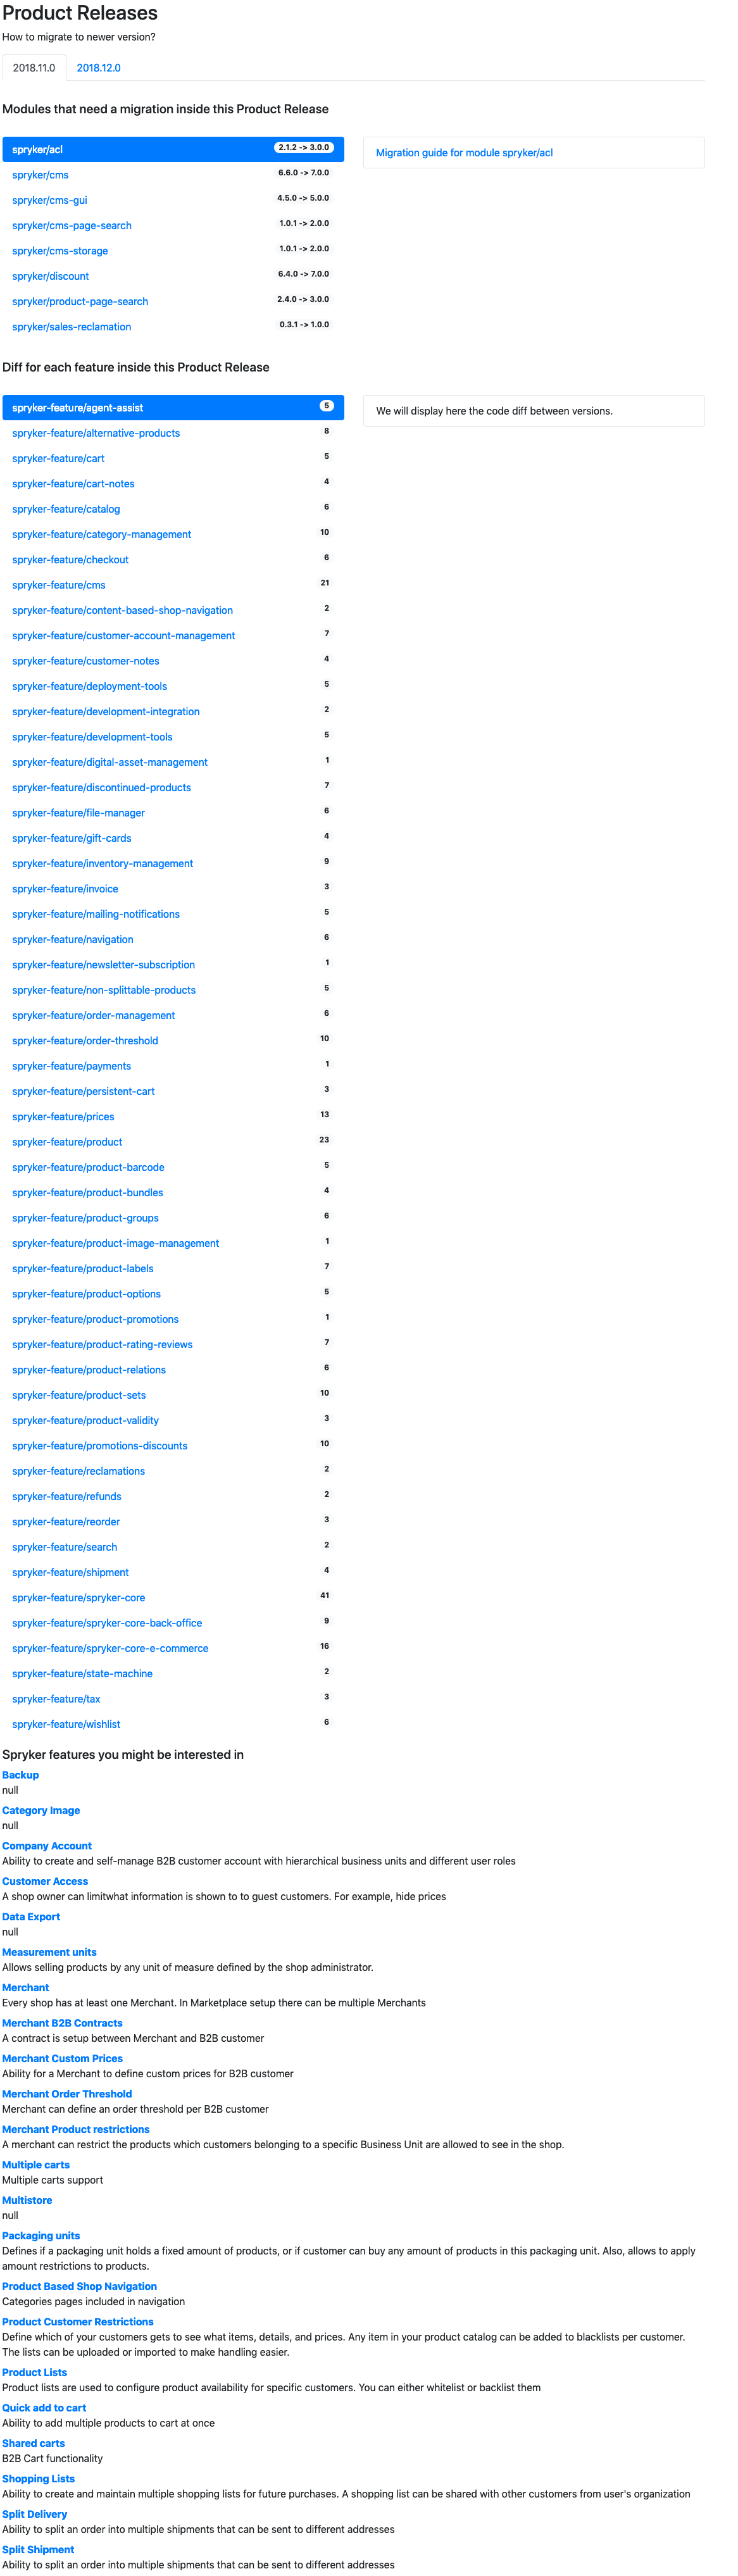 Product Releases
How to migrate to newer version?
2018.11.0 2018.12.0
Modules that need a migration inside this Product Release
spryker/acl 2.1.2 -> 3.0.0 Migration guide for module spryker/acl
spryker/cms 6.6.0 -> 7.0.0
spryker/cms-gui 4.5.0 -> 5.0.0
spryker/cms-page-search 1.0.1 -> 2.0.0
spryker/cms-storage 1.0.1 -> 2.0.0
spryker/discount 6.4.0 -> 7.0.0
spryker/product-page-search 2.4.0 -> 3.0.0
spryker/sales-reclamation 0.3.1 -> 1.0.0
Diff for each feature inside this Product Release
spryker-feature/agent-assist 5 We will display here the code diff between versions.
spryker-feature/alternative-products 8
spryker-feature/cart 5
spryker-feature/cart-notes 4
spryker-feature/catalog 6
spryker-feature/category-management 10
spryker-feature/checkout 6
spryker-feature/cms 21
spryker-feature/content-based-shop-navigation 2
spryker-feature/customer-account-management 7
spryker-feature/customer-notes 4
spryker-feature/deployment-tools 5
spryker-feature/development-integration 2
spryker-feature/development-tools 5
spryker-feature/digital-asset-management 1
spryker-feature/discontinued-products 7
spryker-feature/file-manager 6
spryker-feature/gift-cards 4
spryker-feature/inventory-management 9
spryker-feature/invoice 3
spryker-feature/mailing-notifications 5
spryker-feature/navigation 6
spryker-feature/newsletter-subscription 1
spryker-feature/non-splittable-products 5
spryker-feature/order-management 6
spryker-feature/order-threshold 10
spryker-feature/payments 1
spryker-feature/persistent-cart 3
spryker-feature/prices 13
spryker-feature/product 23
spryker-feature/product-barcode 5
spryker-feature/product-bundles 4
spryker-feature/product-groups 6
spryker-feature/product-image-management 1
spryker-feature/product-labels 7
spryker-feature/product-options 5
spryker-feature/product-promotions 1
spryker-feature/product-rating-reviews 7
spryker-feature/product-relations 6
spryker-feature/product-sets 10
spryker-feature/product-validity 3
spryker-feature/promotions-discounts 10
spryker-feature/reclamations 2
spryker-feature/refunds 2
spryker-feature/reorder 3
spryker-feature/search 2
spryker-feature/shipment 4
spryker-feature/spryker-core 41
spryker-feature/spryker-core-back-office 9
spryker-feature/spryker-core-e-commerce 16
spryker-feature/state-machine 2
spryker-feature/tax 3
spryker-feature/wishlist 6
Spryker features you might be interested in
Backup
null
Category Image
null
Company Account
Ability to create and self-manage B2B customer account with hierarchical business units and different user roles
Customer Access
A shop owner can limitwhat information is shown to to guest customers. For example, hide prices
Data Export
null
Measurement units
Allows selling products by any unit of measure defined by the shop administrator.
Merchant
Every shop has at least one Merchant. In Marketplace setup there can be multiple Merchants
Merchant B2B Contracts
A contract is setup between Merchant and B2B customer
Merchant Custom Prices
Ability for a Merchant to define custom prices for B2B customer
Merchant Order Threshold
Merchant can define an order threshold per B2B customer
Merchant Product restrictions
A merchant can restrict the products which customers belonging to a specific Business Unit are allowed to see in the shop.
Multiple carts
Multiple carts support
Multistore
null
Packaging units
Defines if a packaging unit holds a fixed amount of products, or if customer can buy any amount of products in this packaging unit. Also, allows to apply
amount restrictions to products.
Product Based Shop Navigation
Categories pages included in navigation
Product Customer Restrictions
Define which of your customers gets to see what items, details, and prices. Any item in your product catalog can be added to blacklists per customer.
The lists can be uploaded or imported to make handling easier.
Product Lists
Product lists are used to configure product availability for specific customers. You can either whitelist or backlist them
Quick add to cart
Ability to add multiple products to cart at once
Shared carts
B2B Cart functionality
Shopping Lists
Ability to create and maintain multiple shopping lists for future purchases. A shopping list can be shared with other customers from user's organization
Split Delivery
Ability to split an order into multiple shipments that can be sent to different addresses
Split Shipment
Ability to split an order into multiple shipments that can be sent to different addresses